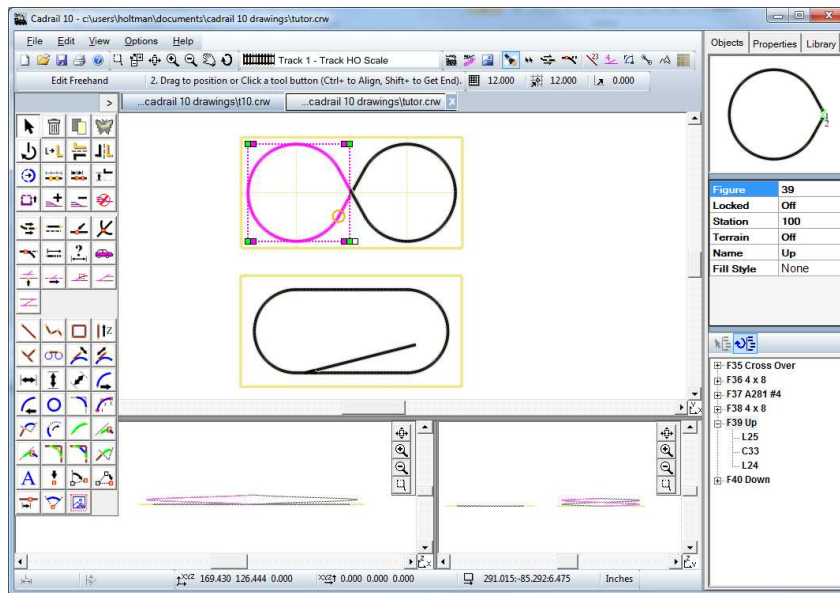 Cadrail 10 - c:\users\holtman\documents\cadrail 10 drawings\tutor.crw
File Edit View Options Help
Track 1 - Track HO Scale
Edit Freehand 2. Drag to position or Click a tool button (Ctrl+ to Align, Shift+ to Get End). 12.000 12.000 0.000
...cadrail 10 drawings\t10.crw ...cadrail 10 drawings\tutor.crw x
>
Objects Properties Library
2
Figure 39
Locked Off
Station 100
Terrain Off
Name Up
Fill Style None
F35 Cross Over
F36 4 x 8
F37 A281 #4
F38 4 x 8
F39 Up
L25
C33
L24
F40 Down
169.430 126.444 0.000 0.000 0.000 0.000 291.015:-85.292:6.475 Inches